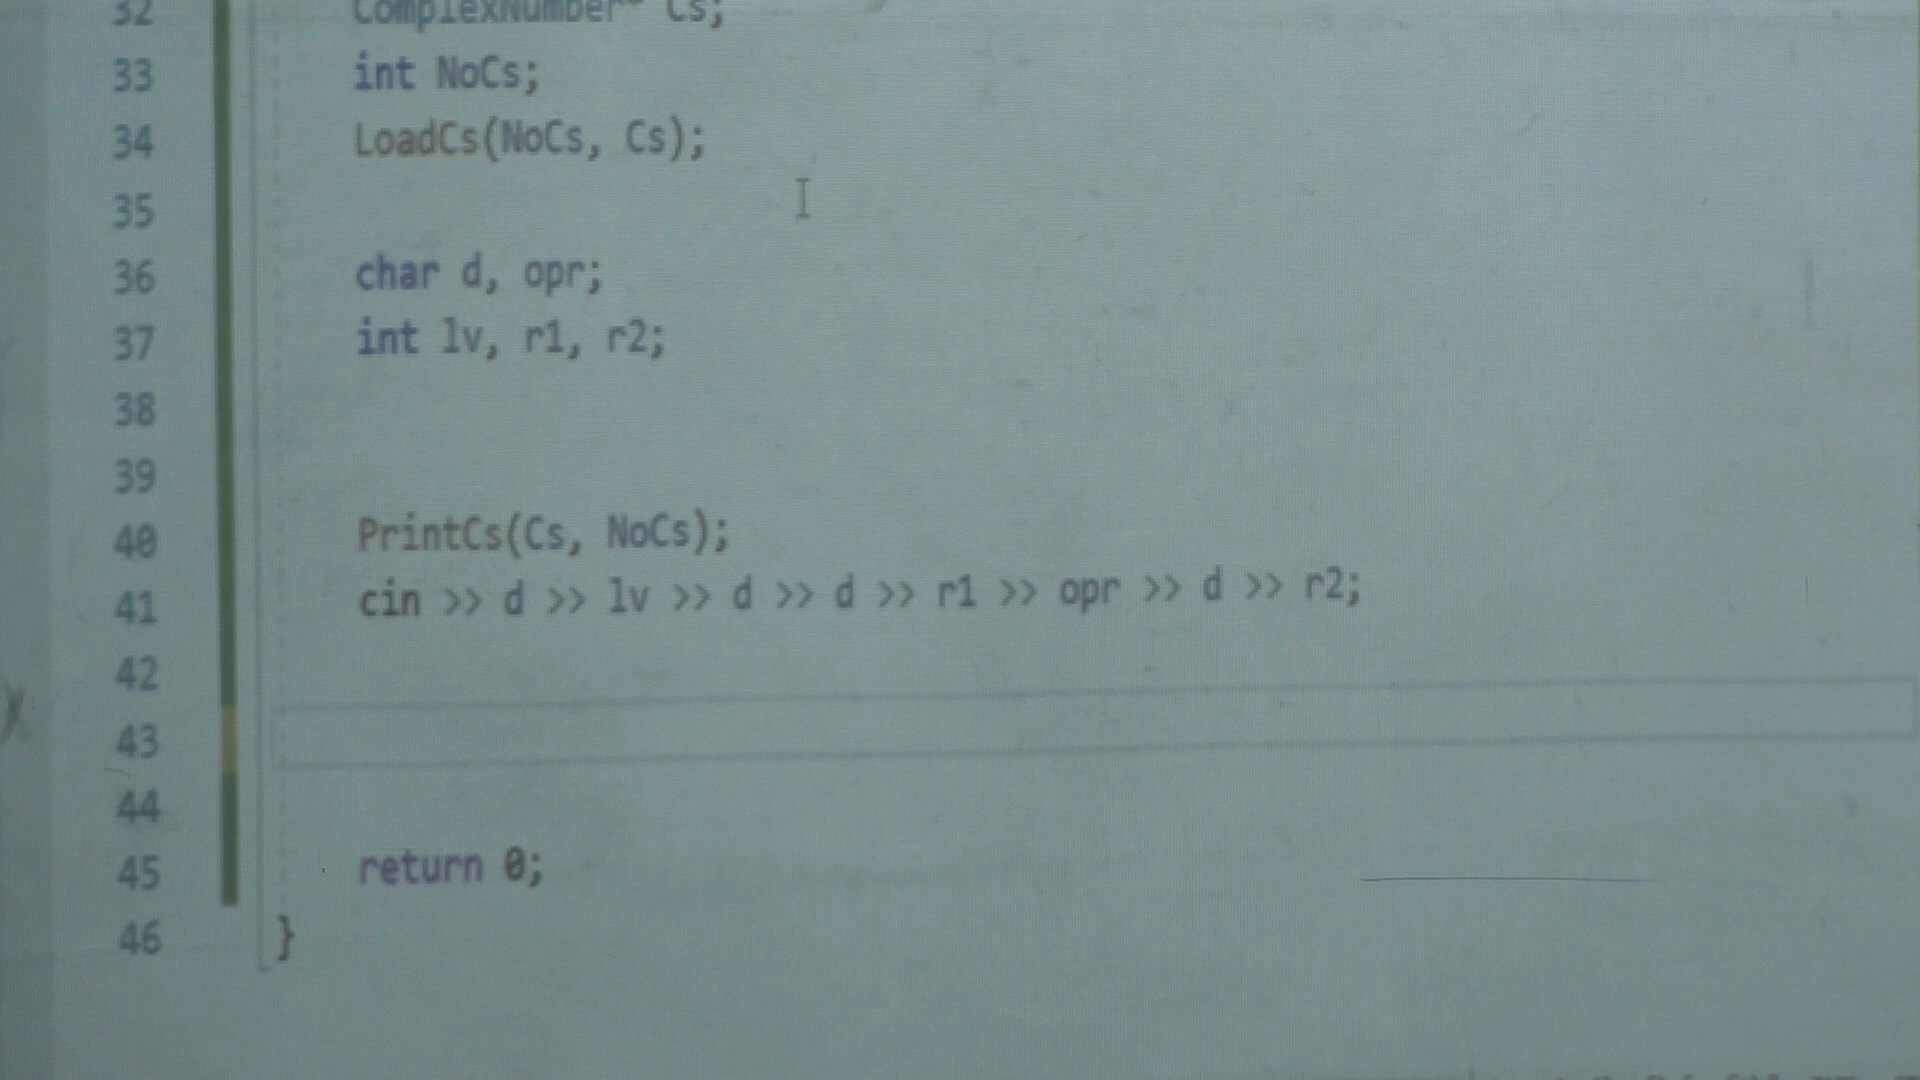 32 ComplexNumber* Cs;
33 int NoCs;
34 LoadCs(NoCs, Cs);
35
36 char d, opr;
37 int lv, r1, r2;
38
39
40 PrintCs(Cs, NoCs);
41 cin >> d >> lv >> d >> d >> r1 >> opr >> d >> r2;
42
43
44
45 return 0;
46 }